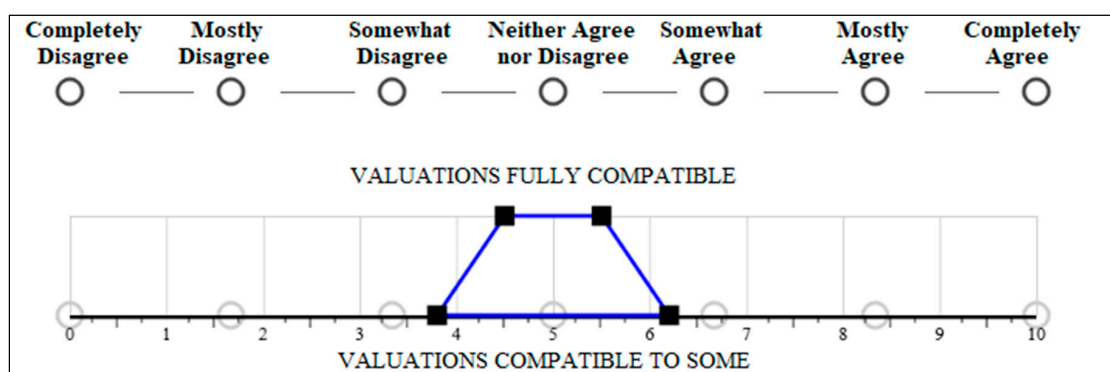 Completely Mostly Somewhat Neither Agree Somewhat Mostly Completely
Disagree Disagree Disagree nor Disagree Agree Agree Agree
VALUATIONS FULLY COMPATIBLE
0 1 2 3 4 5 6 7 8 9 10
VALUATIONS COMPATIBLE TO SOME